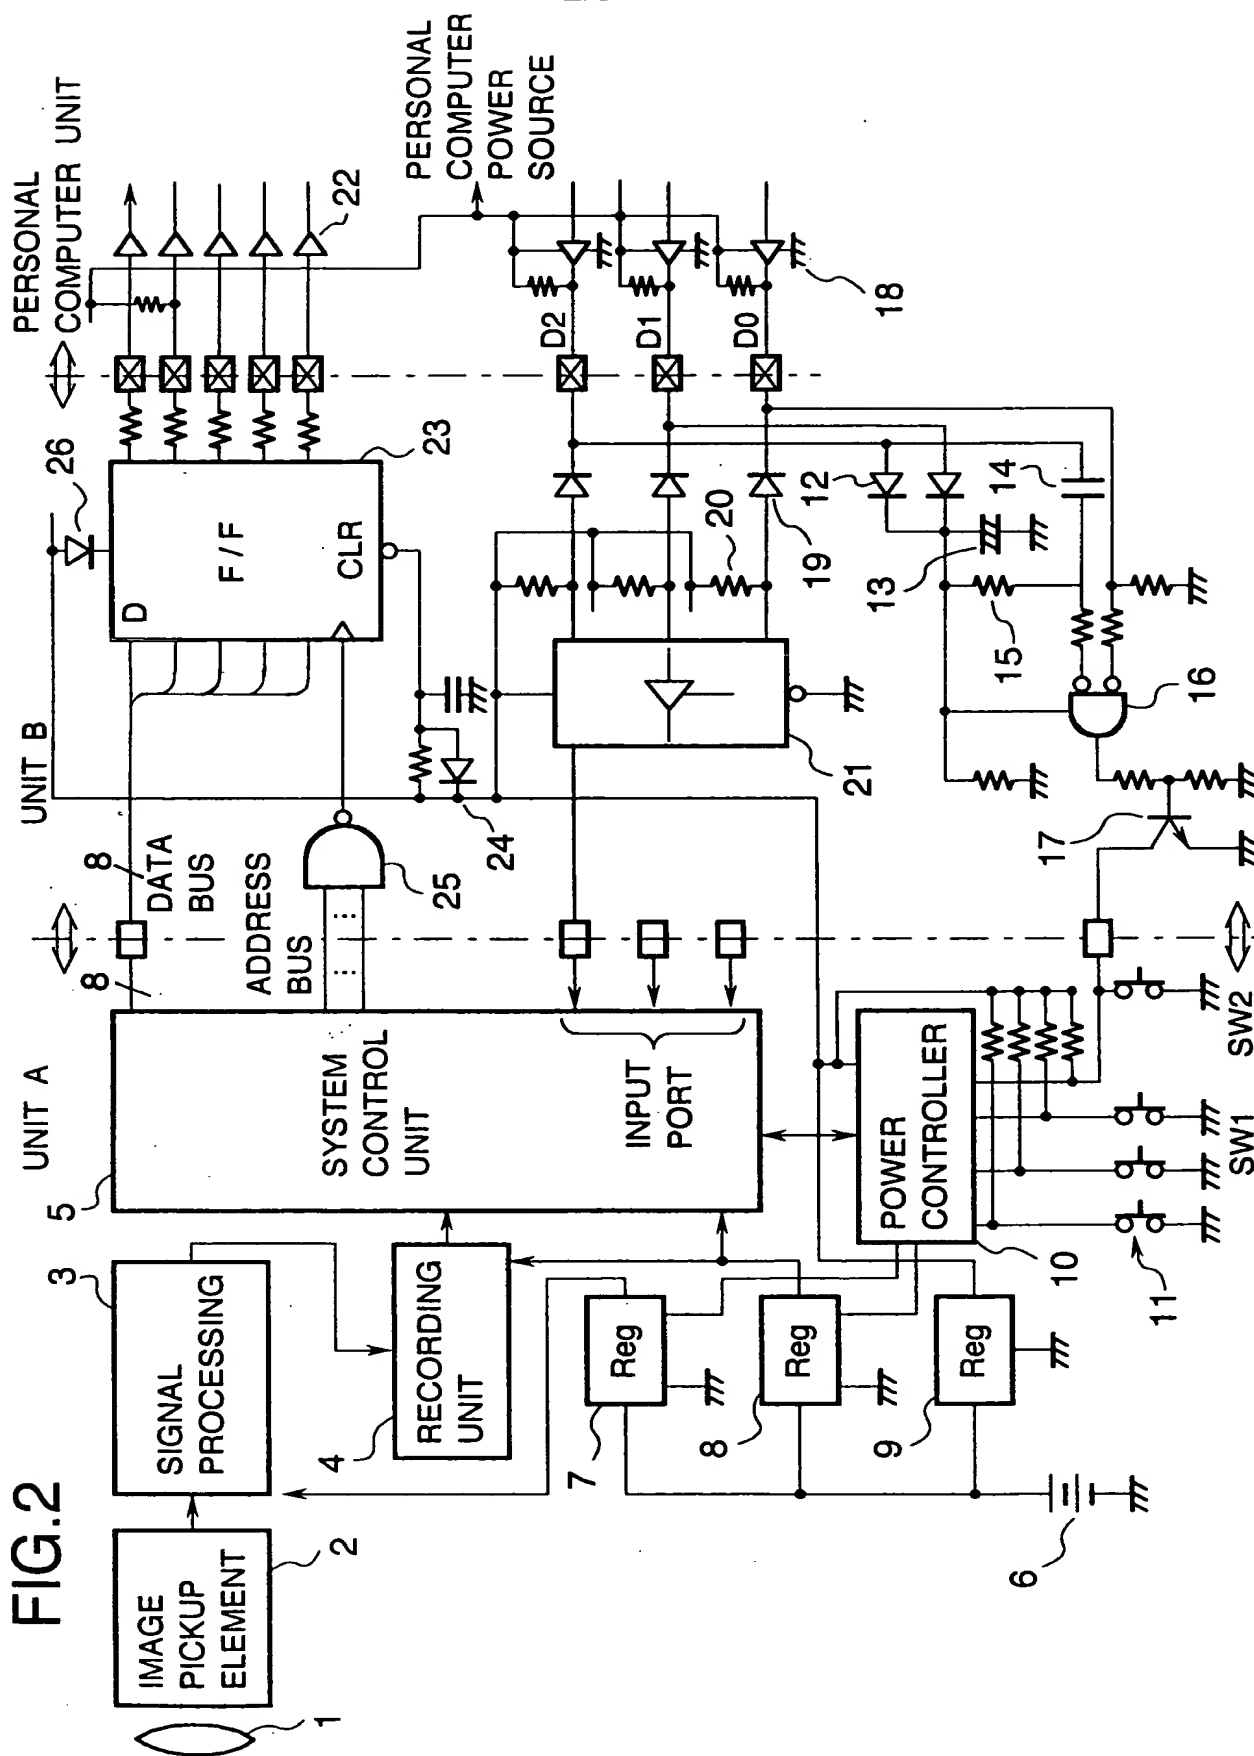 FIG.2
IMAGE
PICKUP
ELEMENT
1
2
SIGNAL
PROCESSING
3
RECORDING
UNIT
4
UNIT A
5
SYSTEM
CONTROL
UNIT
INPUT
PORT
Reg
7
Reg
8
Reg
9
6
POWER
CONTROLLER
10
11
SW1
SW2
8
8
DATA
BUS
ADDRESS
BUS
25
UNIT B
D
F/F
CLR
23
24
26
21
20
19
12
13
14
15
16
17
PERSONAL
COMPUTER UNIT
22
PERSONAL
COMPUTER
POWER
SOURCE
D2
D1
D0
18